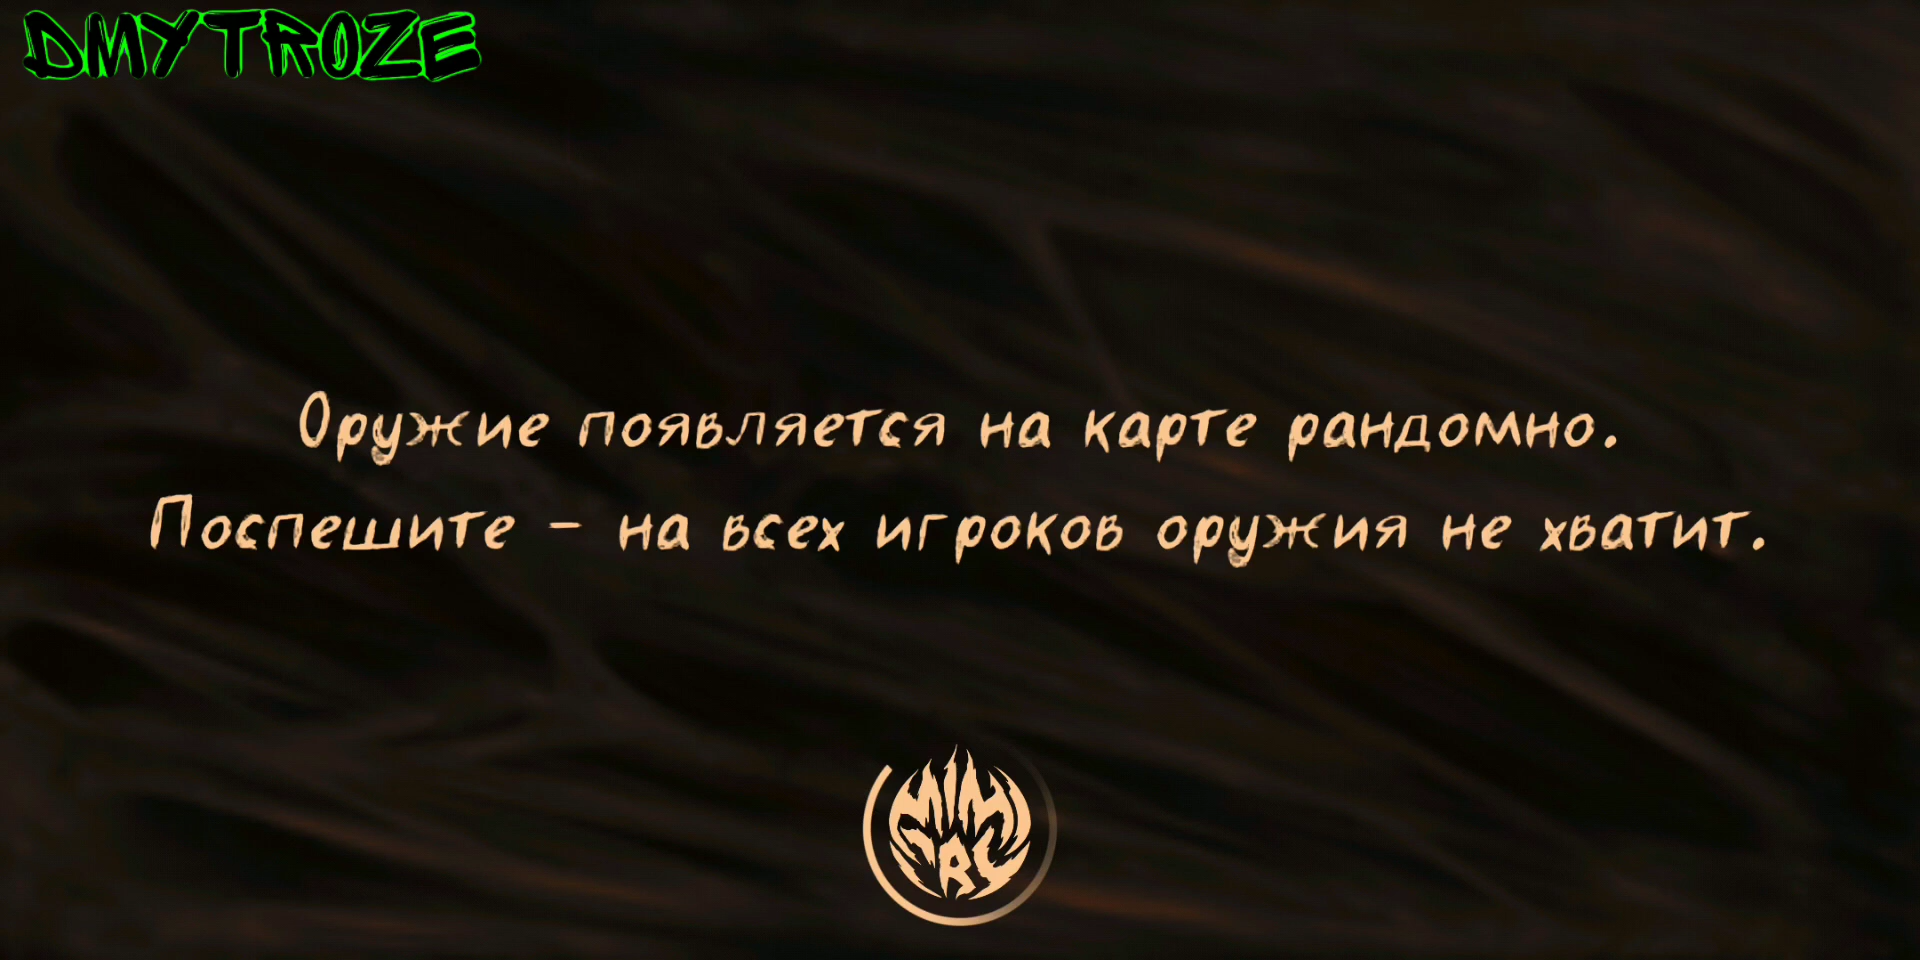 DMYTROZE
Оружие появляется на карте рандомно.
Поспешите - на всех игроков оружия не хватит.